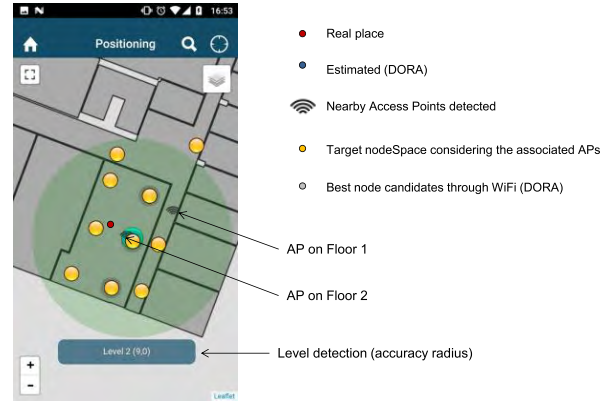 16:53
Positioning
Real place
Estimated (DORA)
Nearby Access Points detected
Target nodeSpace considering the associated APs
Best node candidates through WiFi (DORA)
AP on Floor 1
AP on Floor 2
Level 2 (9,0)
Level detection (accuracy radius)
+
-
Leaflet